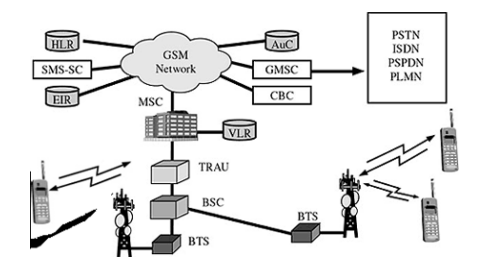 HLR
SMS-SC
EIR
GSM
Network
AuC
GMSC
CBC
PSTN
ISDN
PSPDN
PLMN
MSC
VLR
TRAU
BSC
BTS
BTS